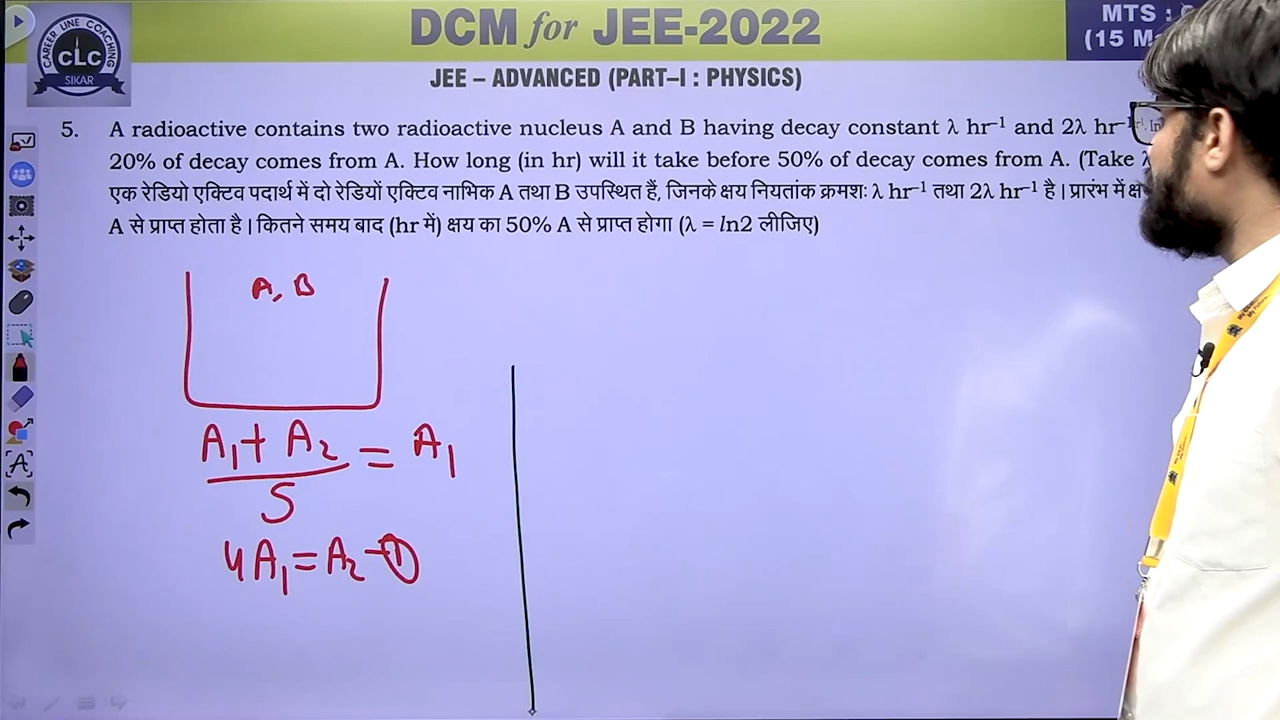 CAREER LINE COACHING
CLC
SIKAR
DCM for JEE-2022
MTS :
(15 M
JEE – ADVANCED (PART–I : PHYSICS)
5. A radioactive contains two radioactive nucleus A and B having decay constant λ hr⁻¹ and 2λ hr⁻¹. In
20% of decay comes from A. How long (in hr) will it take before 50% of decay comes from A. (Take λ
एक रेडियो एक्टिव पदार्थ में दो रेडियों एक्टिव नाभिक A तथा B उपस्थित हैं, जिनके क्षय नियतांक क्रमशः λ hr⁻¹ तथा 2λ hr⁻¹ है। प्रारंभ में क्ष
A से प्राप्त होता है। कितने समय बाद (hr में) क्षय का 50% A से प्राप्त होगा (λ = ln2 लीजिए)
A, B
A₁ + A₂ = A₁
5
4A₁ = A₂ – ①